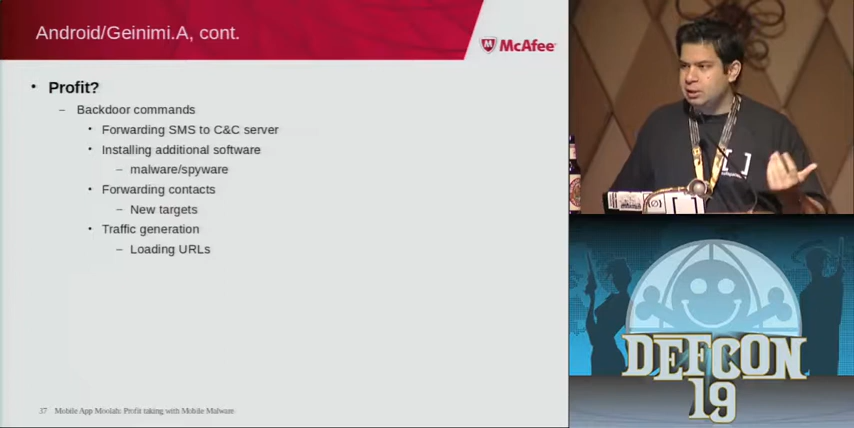 Android/Geinimi.A, cont.
McAfee
• Profit?
– Backdoor commands
• Forwarding SMS to C&C server
• Installing additional software
– malware/spyware
• Forwarding contacts
– New targets
• Traffic generation
– Loading URLs
37 Mobile App Moolah: Profit taking with Mobile Malware
[ ]
DEFCON
19